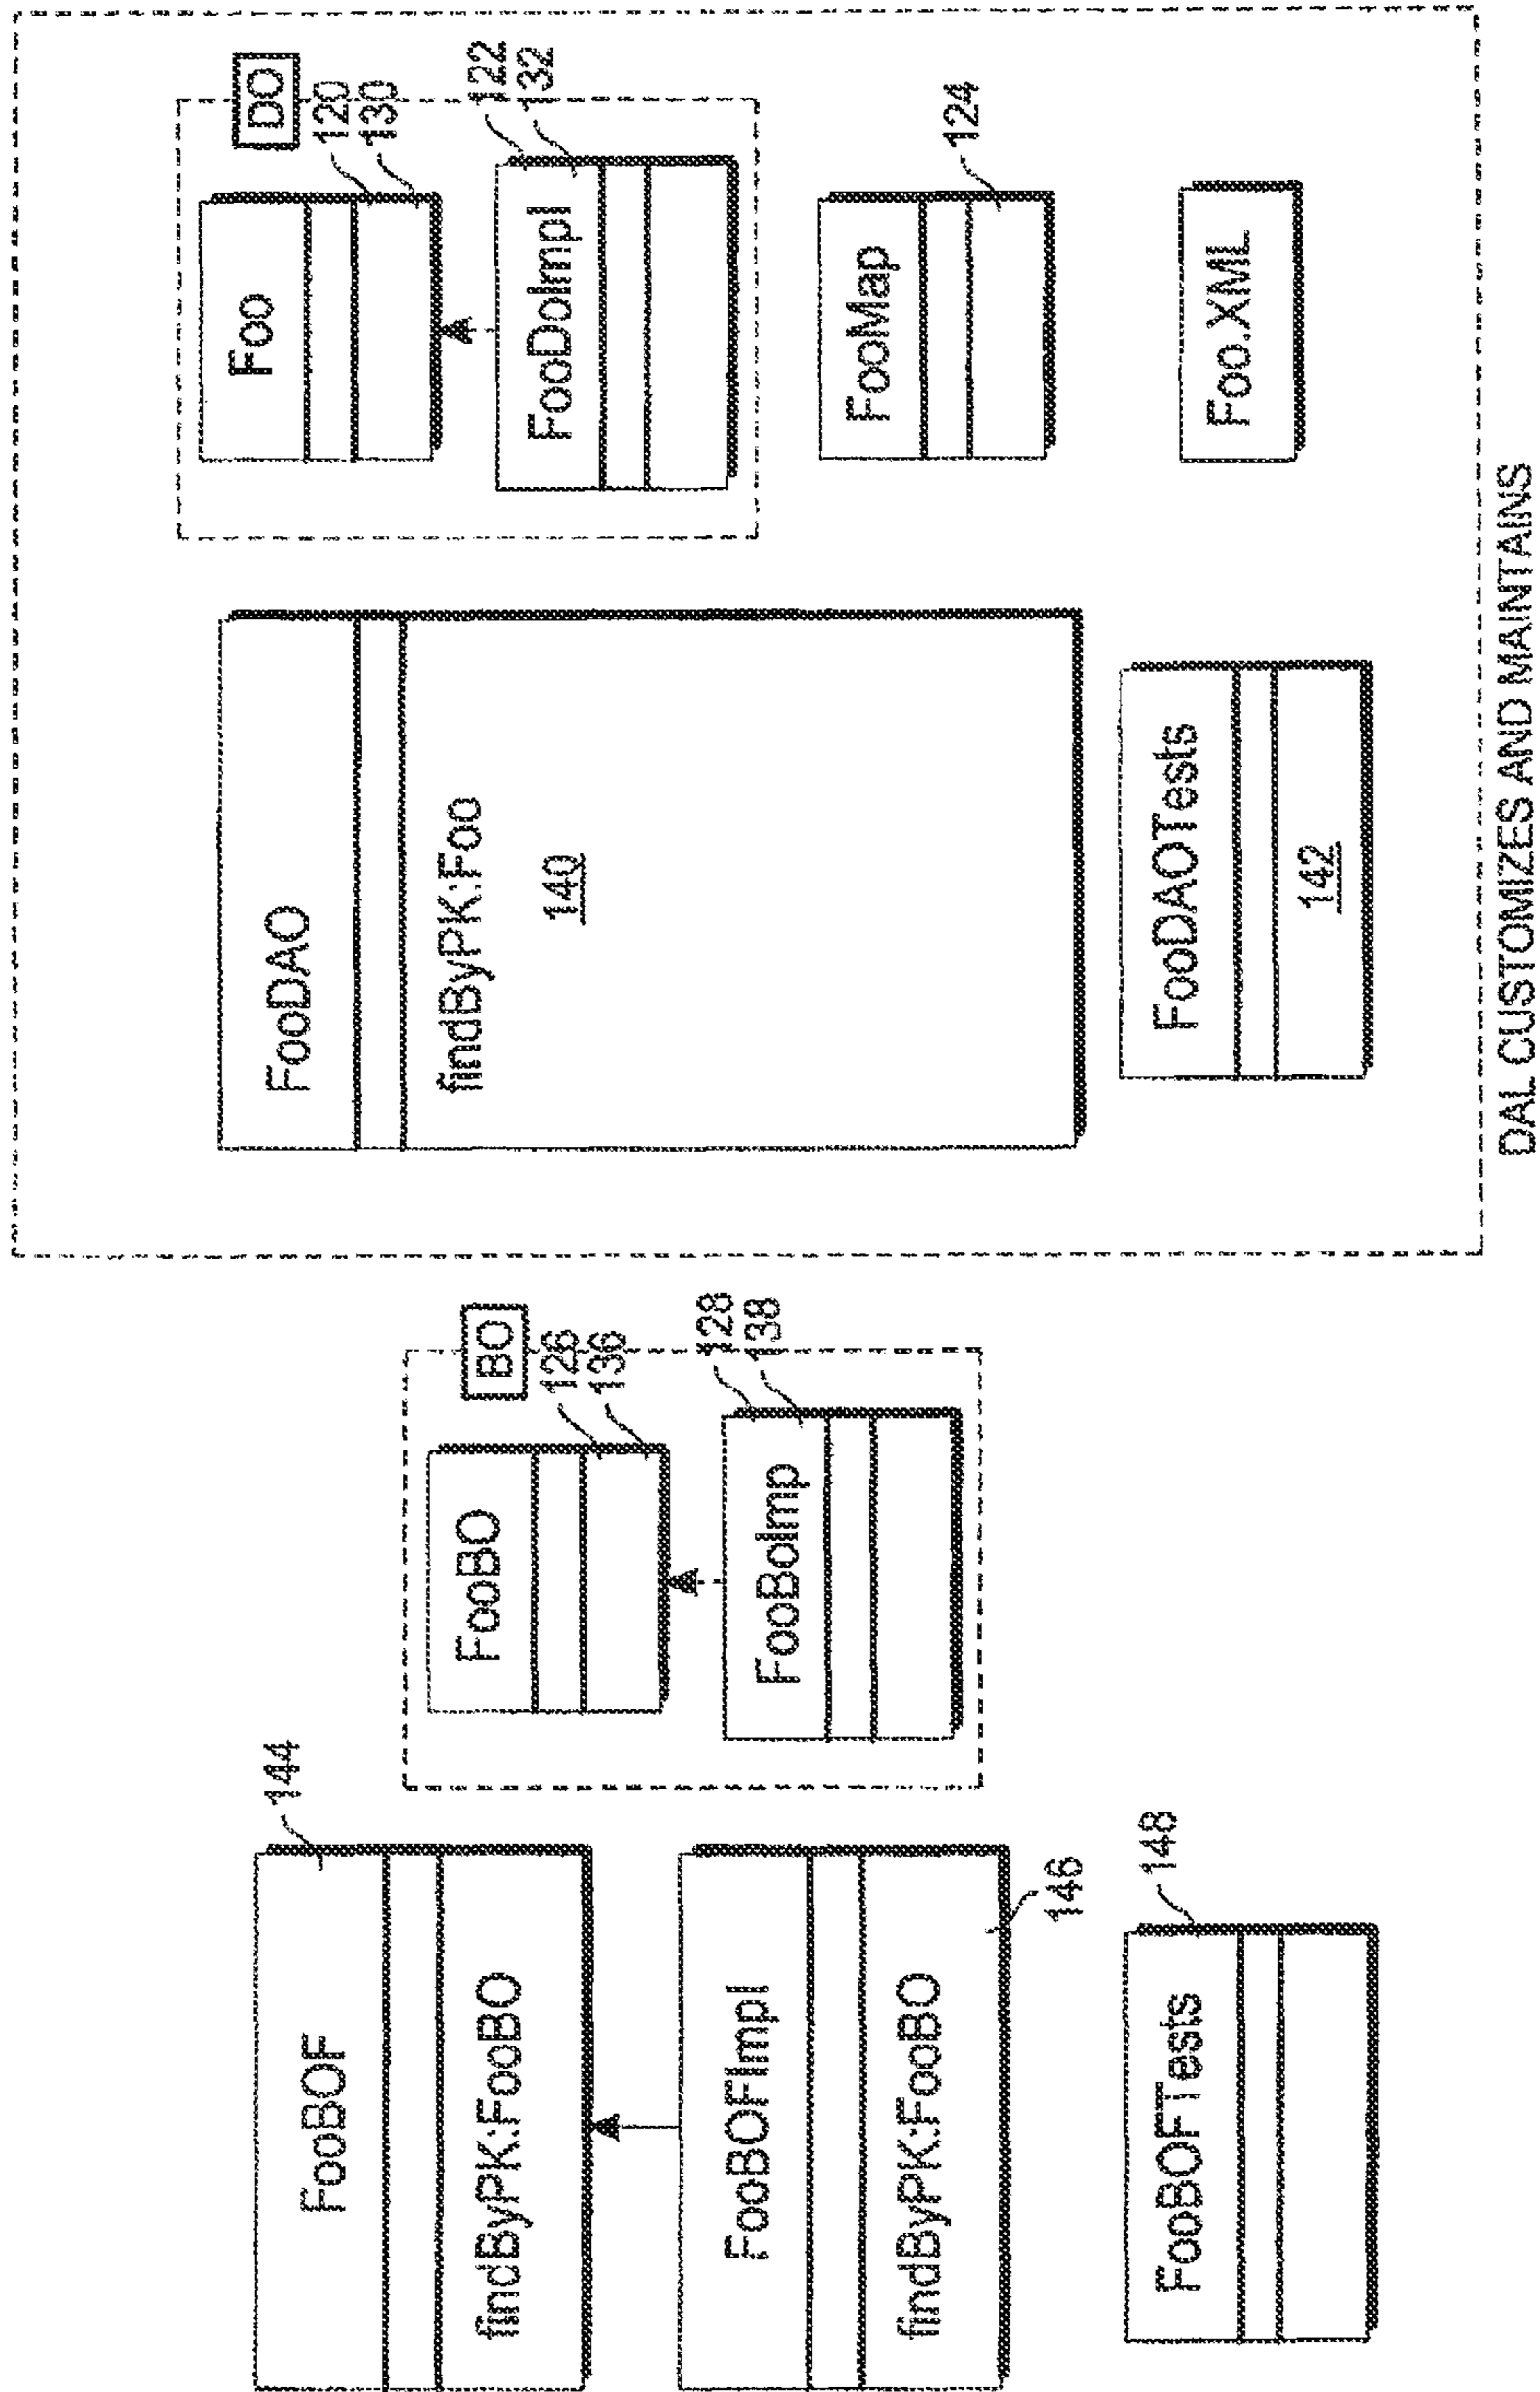 FooBOF
144
findByPK:FooBO
FooBOFImpl
findByPK:FooBO
146
FooBOFTests
148
BO
FooBO
126
136
FooBoImp
128
138
FooDAO
findByPK:Foo
140
FooDAOTests
142
DO
Foo
120
130
FooDoImpl
122
132
FooMap
124
Foo.XML
DAL CUSTOMIZES AND MAINTAINS